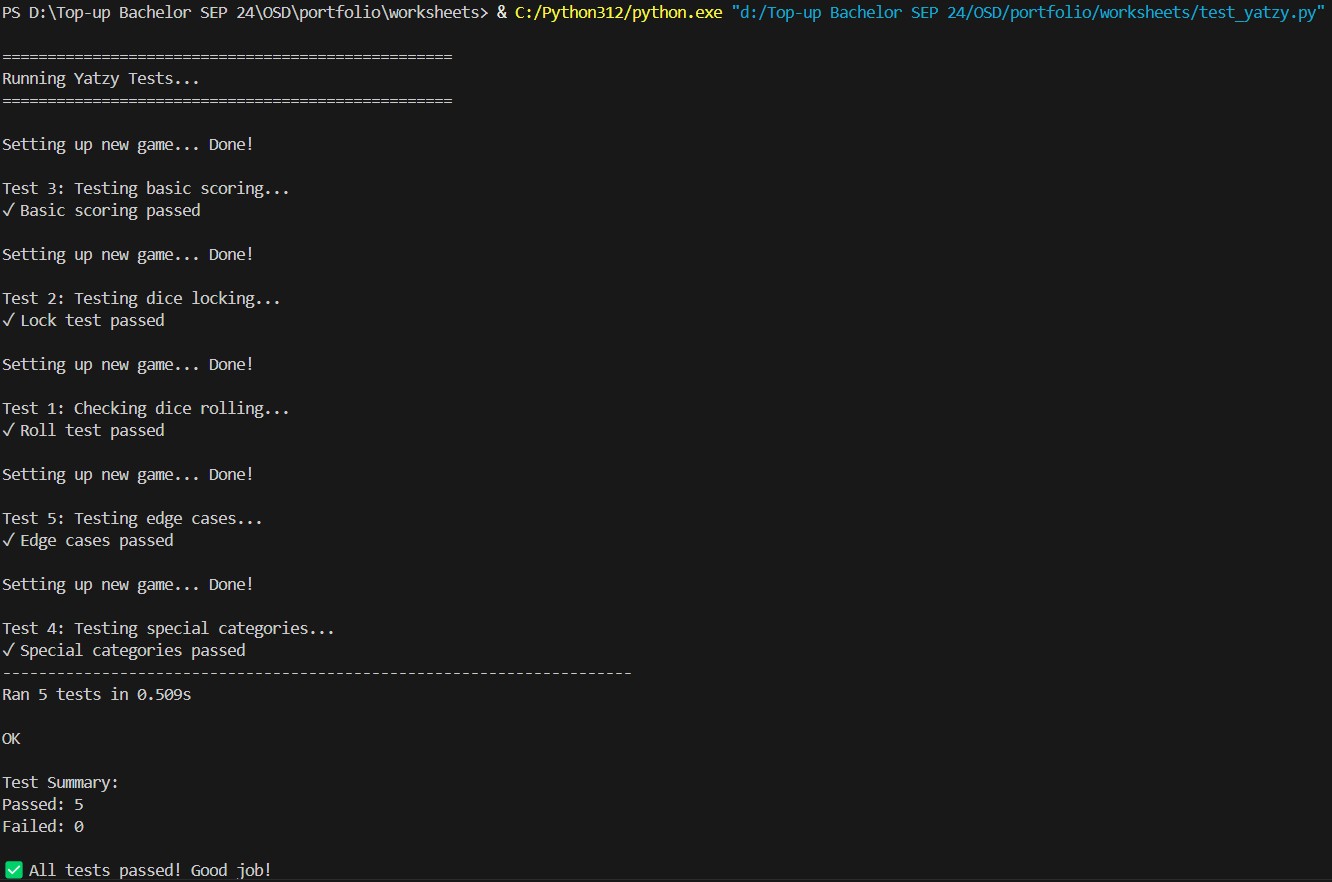 PS D:\Top-up Bachelor SEP 24\OSD\portfolio\worksheets> & C:/Python312/python.exe "d:/Top-up Bachelor SEP 24/OSD/portfolio/worksheets/test_yatzy.py"
==================================================
Running Yatzy Tests...
==================================================
Setting up new game... Done!
Test 3: Testing basic scoring...
✓ Basic scoring passed
Setting up new game... Done!
Test 2: Testing dice locking...
✓ Lock test passed
Setting up new game... Done!
Test 1: Checking dice rolling...
✓ Roll test passed
Setting up new game... Done!
Test 5: Testing edge cases...
✓ Edge cases passed
Setting up new game... Done!
Test 4: Testing special categories...
✓ Special categories passed
----------------------------------------------------------------------
Ran 5 tests in 0.509s
OK
Test Summary:
Passed: 5
Failed: 0
✅ All tests passed! Good job!